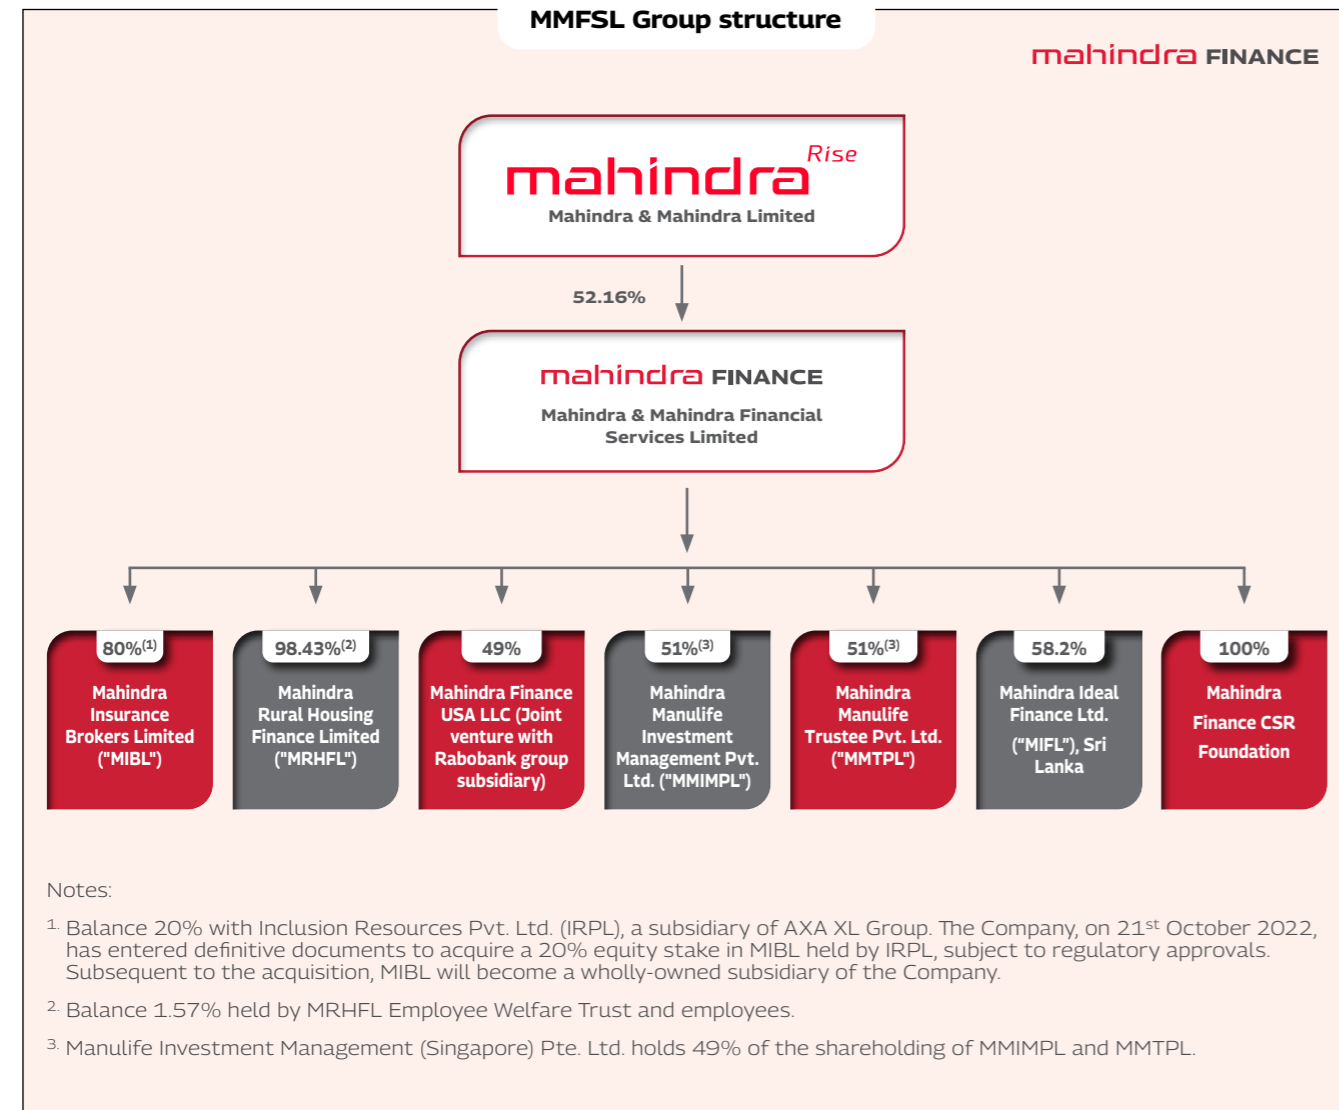 MMFSL Group structure
mahindra FINANCE
mahindra Rise
Mahindra & Mahindra Limited
52.16%
mahindra FINANCE
Mahindra & Mahindra Financial
Services Limited
80%(1)
Mahindra
Insurance
Brokers Limited
("MIBL")
98.43%(2)
Mahindra
Rural Housing
Finance Limited
("MRHFL")
49%
Mahindra Finance
USA LLC (Joint
venture with
Rabobank group
subsidiary)
51%(3)
Mahindra
Manulife
Investment
Management Pvt.
Ltd. ("MMIMPL")
51%(3)
Mahindra
Manulife
Trustee Pvt. Ltd.
("MMTPL")
58.2%
Mahindra Ideal
Finance Ltd.
("MIFL"), Sri
Lanka
100%
Mahindra
Finance CSR
Foundation
Notes:
1. Balance 20% with Inclusion Resources Pvt. Ltd. (IRPL), a subsidiary of AXA XL Group. The Company, on 21st October 2022,
has entered definitive documents to acquire a 20% equity stake in MIBL held by IRPL, subject to regulatory approvals.
Subsequent to the acquisition, MIBL will become a wholly-owned subsidiary of the Company.
2. Balance 1.57% held by MRHFL Employee Welfare Trust and employees.
3. Manulife Investment Management (Singapore) Pte. Ltd. holds 49% of the shareholding of MMIMPL and MMTPL.